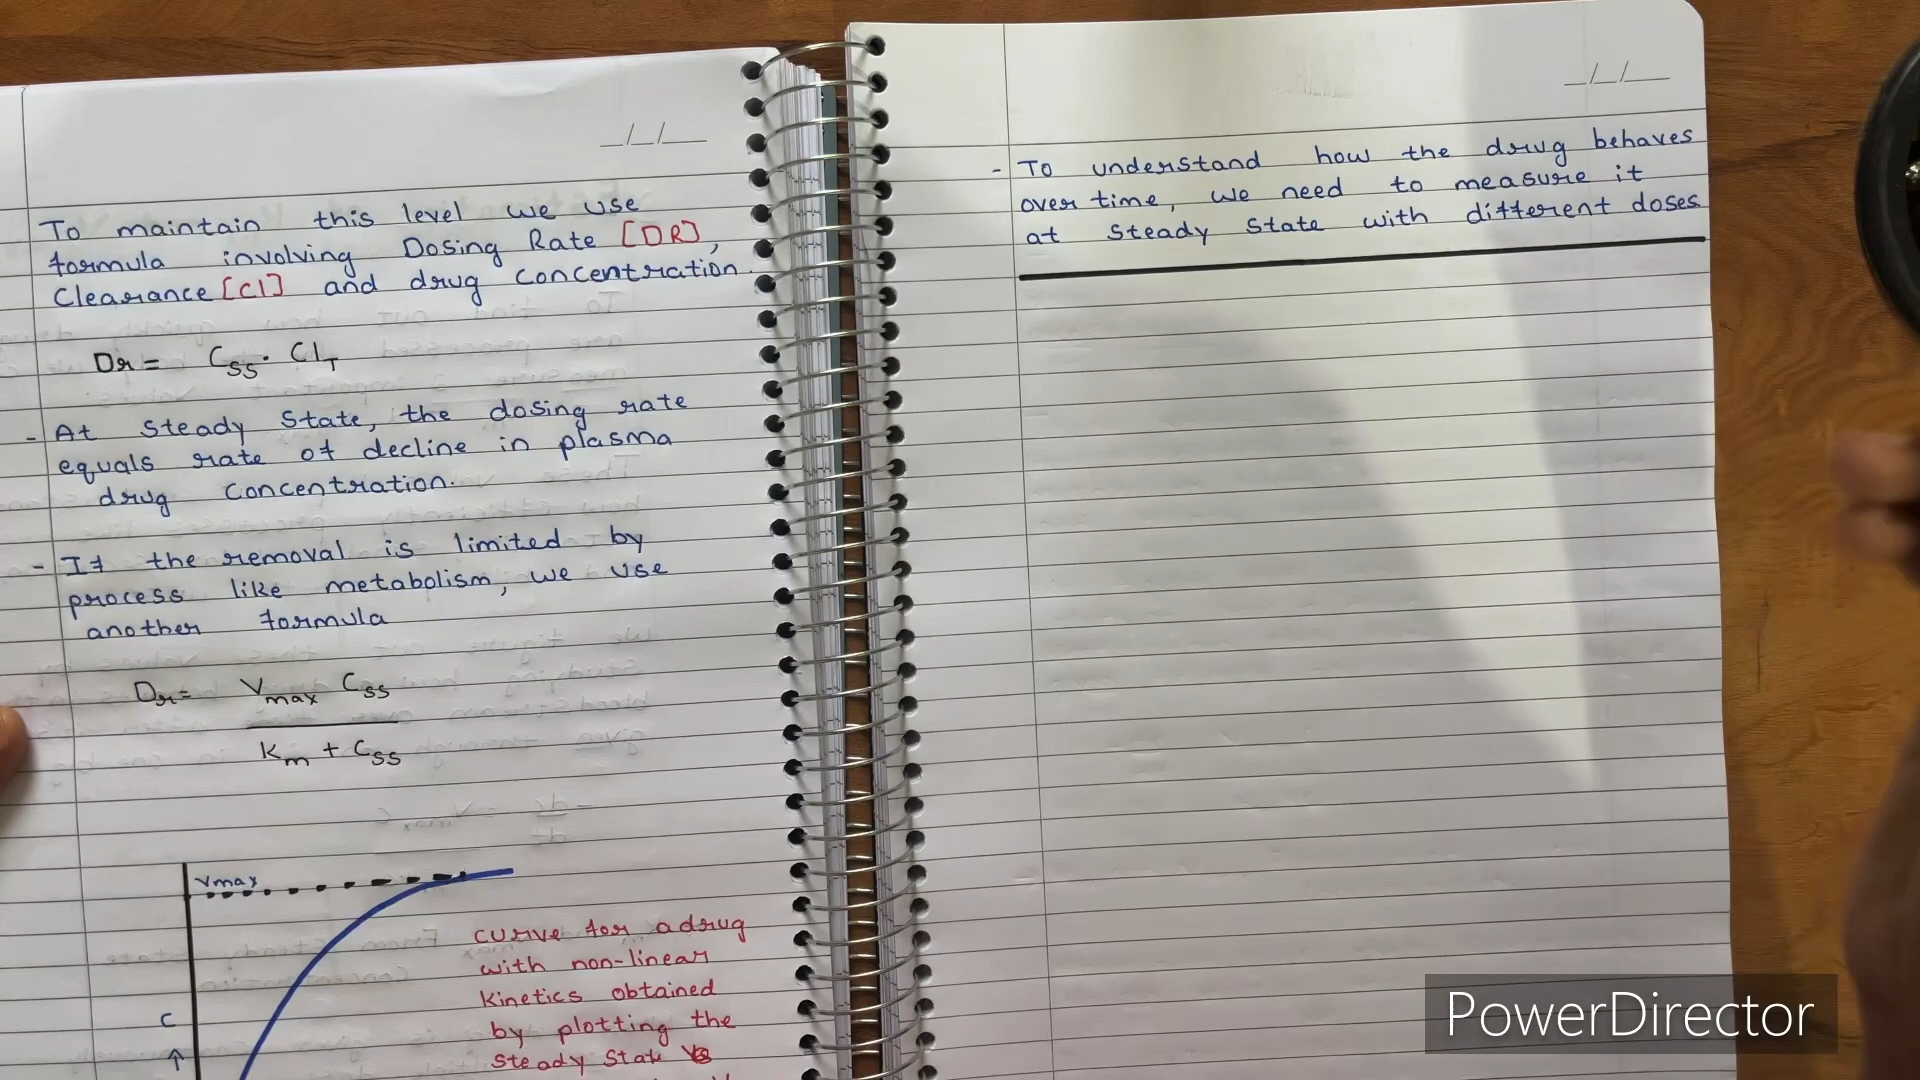 _/_/__
To maintain this level we use
formula involving Dosing Rate [DR],
Clearance [Cl] and drug concentration.
Dr = Css . ClT
- At Steady State, the dosing rate
equals rate of decline in plasma
drug concentration.
- If the removal is limited by
process like metabolism, we use
another formula
Dr = Vmax Css
Km + Css
Vmax
C
↑
curve for a drug
with non-linear
kinetics obtained
by plotting the
Steady State Vs
_/_/__
- To understand how the drug behaves
over time, we need to measure it
at Steady State with different doses
PowerDirector